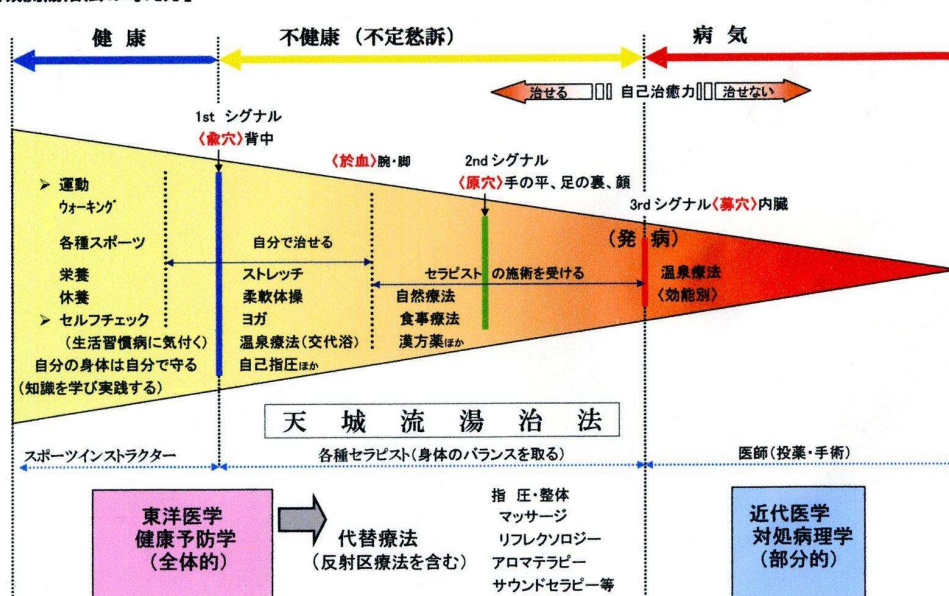 健 康
不健康（不定愁訴）
病 気
治せる
自己治癒力
治せない
1st シグナル
〈兪穴〉背中
〈於血〉腕・脚
2nd シグナル
〈原穴〉手の平、足の裏、顔
3rd シグナル〈募穴〉内臓
（発 病）
➢ 運動
ウォーキング
各種スポーツ
栄養
休養
➢ セルフチェック
（生活習慣病に気付く）
自分の身体は自分で守る
（知識を学び実践する）
自分で治せる
ストレッチ
柔軟体操
ヨガ
温泉療法（交代浴）
自己指圧ほか
セラピストの施術を受ける
自然療法
食事療法
漢方薬ほか
温泉療法
〈効能別〉
天 城 流 湯 治 法
スポーツインストラクター
各種セラピスト（身体のバランスを取る）
医師（投薬・手術）
東洋医学
健康予防学
（全体的）
代替療法
（反射区療法を含む）
指 圧・整体
マッサージ
リフレクソロジー
アロマテラピー
サウンドセラピー等
近代医学
対処病理学
（部分的）